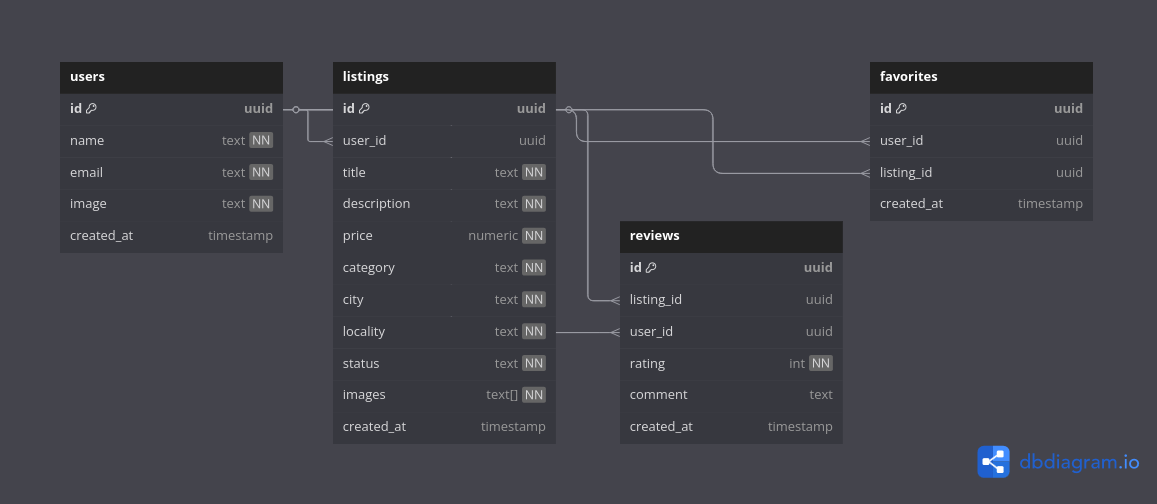 users
id uuid
name text NN
email text NN
image text NN
created_at timestamp
listings
id uuid
user_id uuid
title text NN
description text NN
price numeric NN
category text NN
city text NN
locality text NN
status text NN
images text[] NN
created_at timestamp
reviews
id uuid
listing_id uuid
user_id uuid
rating int NN
comment text
created_at timestamp
favorites
id uuid
user_id uuid
listing_id uuid
created_at timestamp
dbdiagram.io